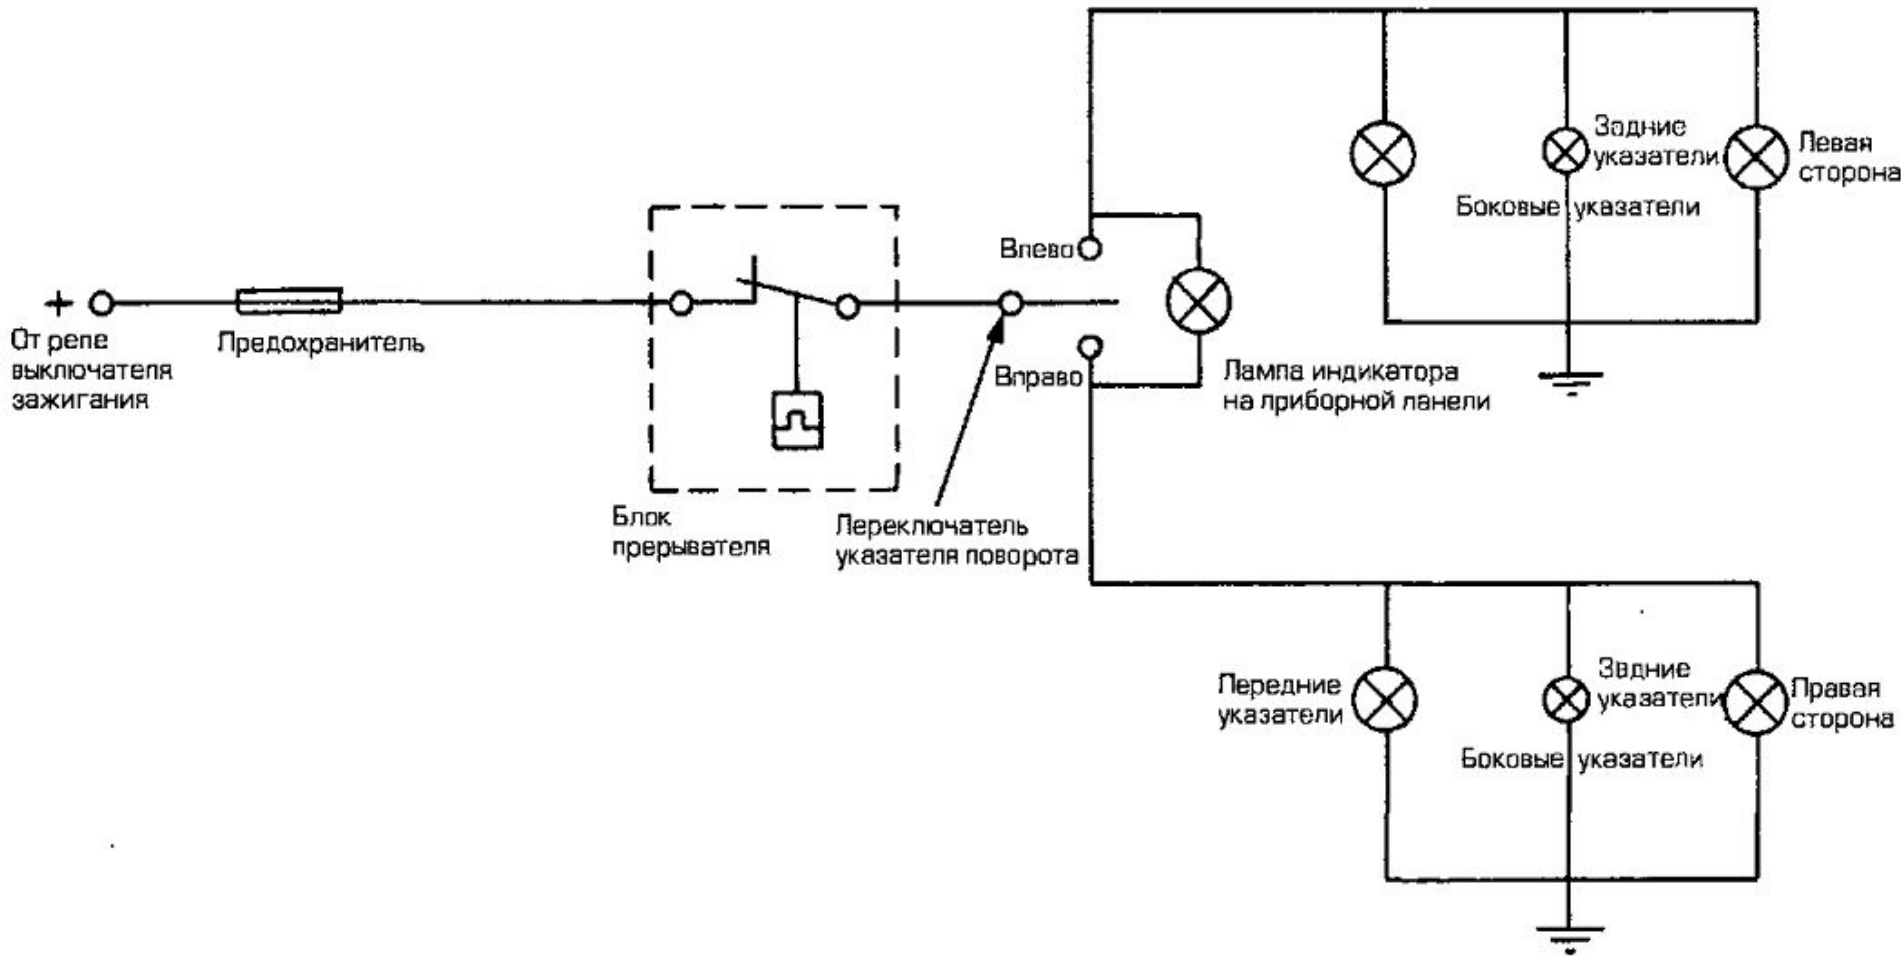 Задние
указатели
Левая
сторона
Боковые указатели
Влево
+
От реле
выключателя
зажигания
Предохранитель
Вправо
Лампа индикатора
на приборной панели
Блок
прерывателя
Переключатель
указателя поворота
Передние
указатели
Задние
указатели
Правая
сторона
Боковые указатели